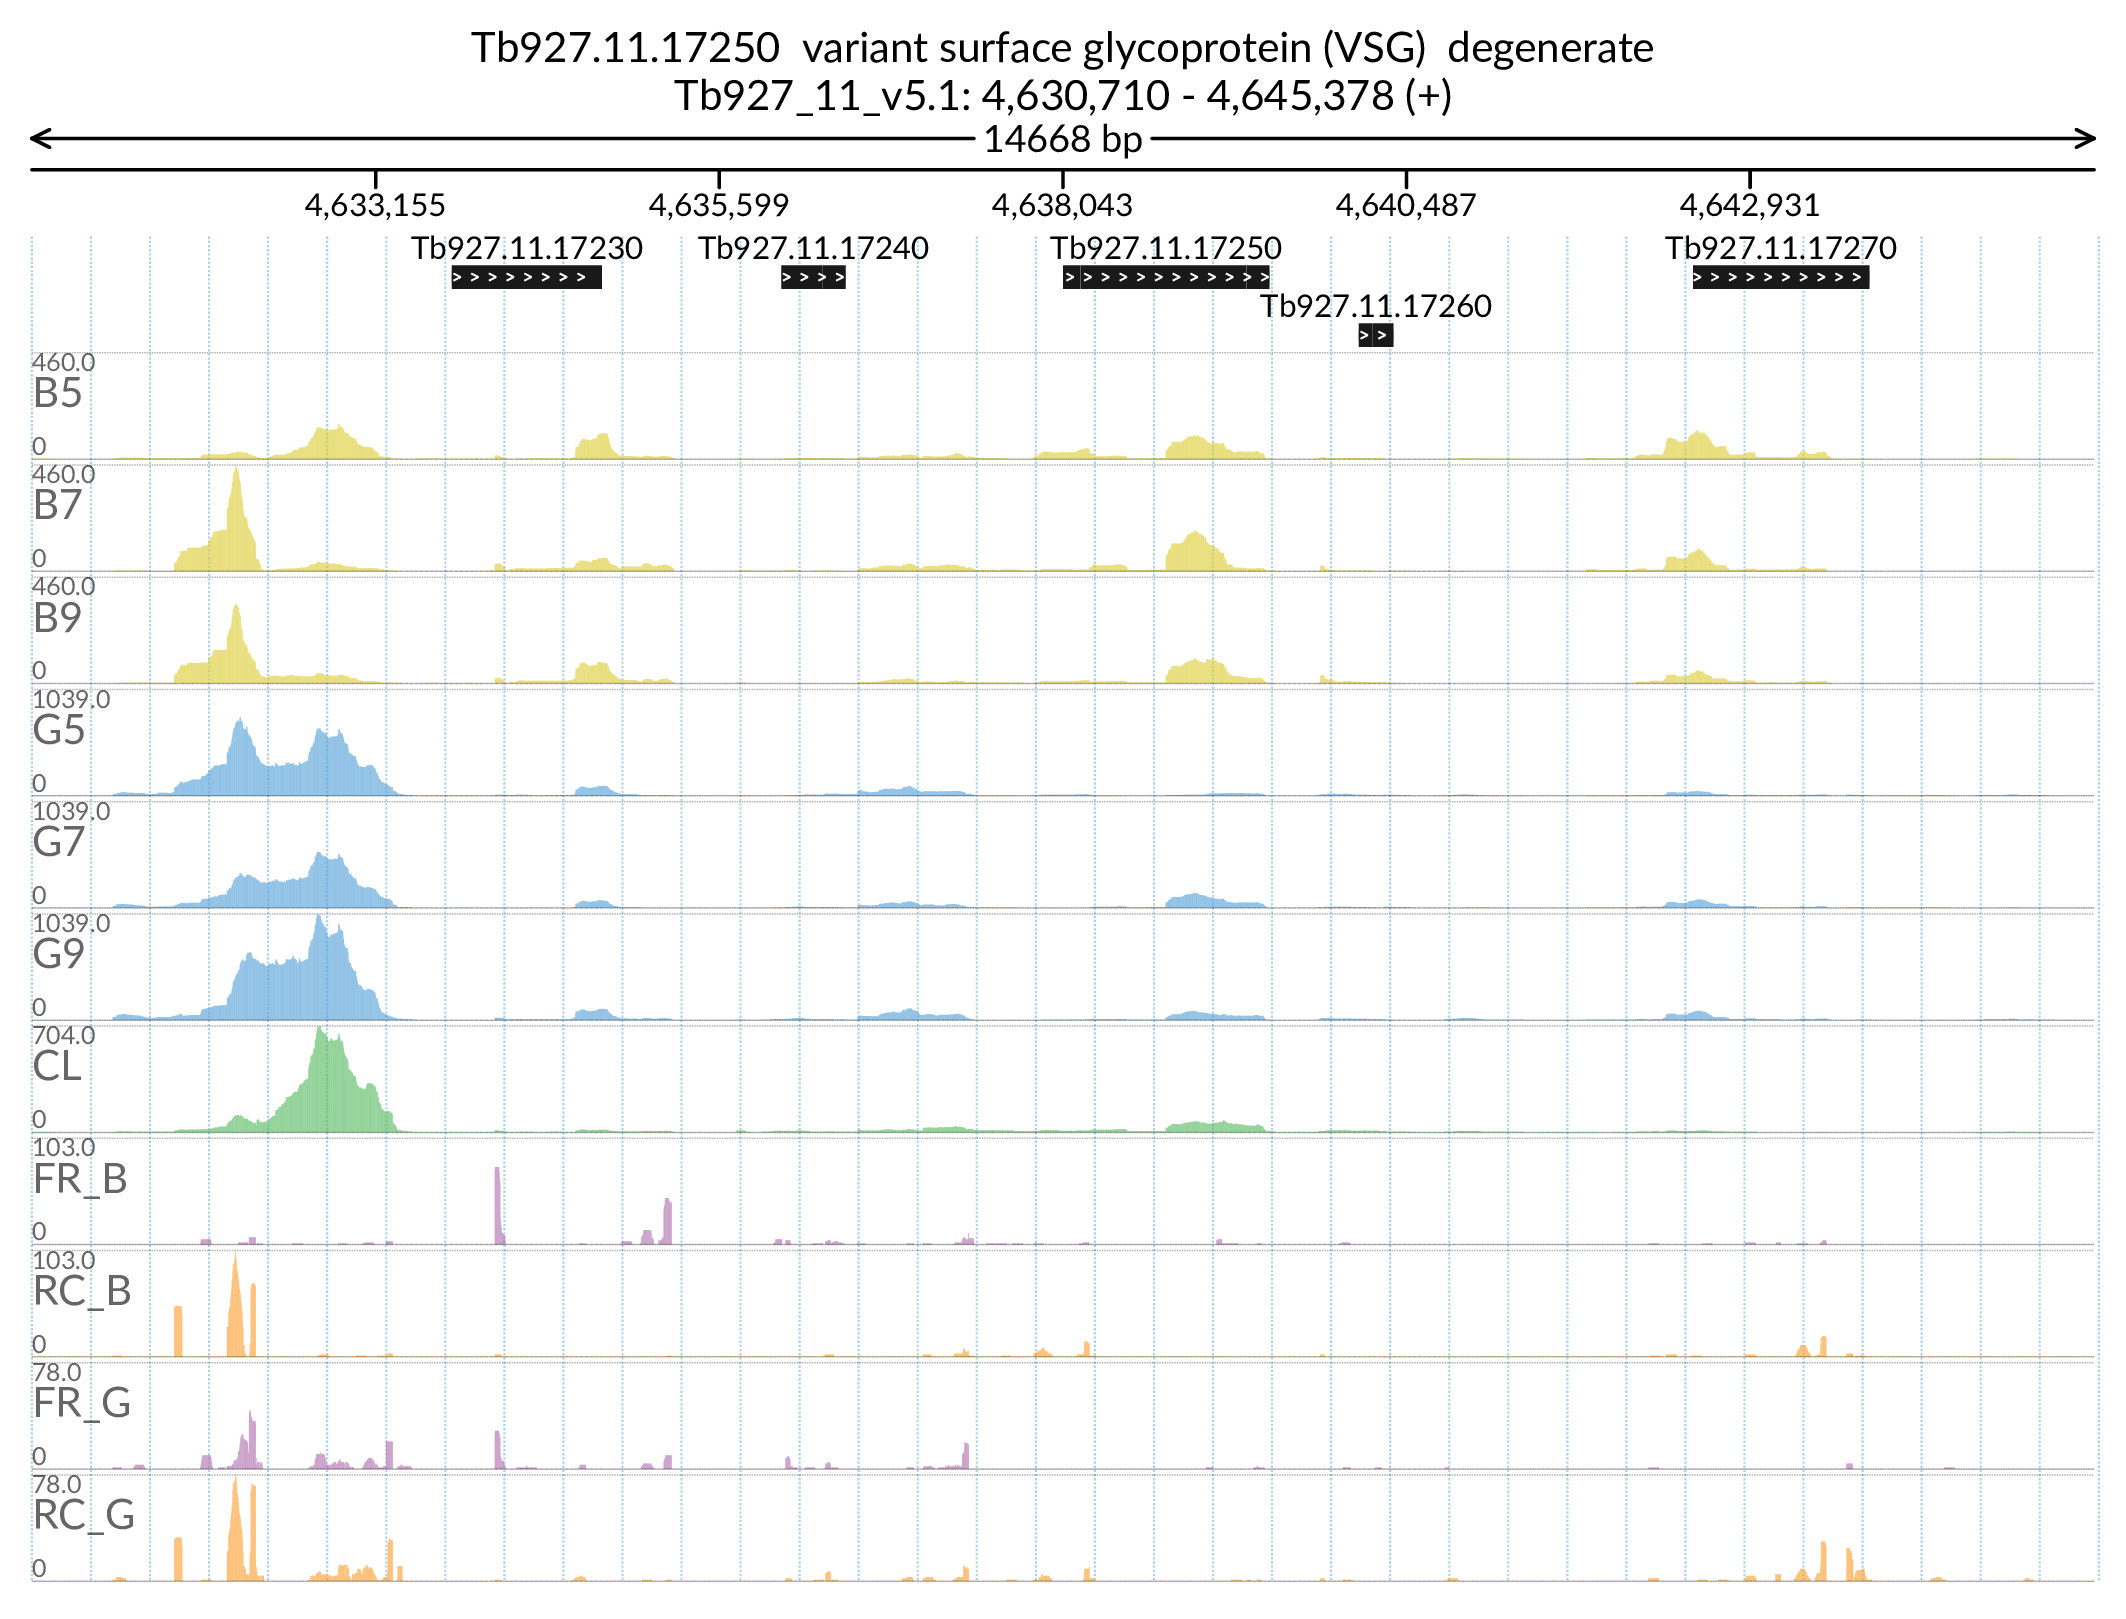 Tb927.11.17250  variant surface glycoprotein (VSG)  degenerate
Tb927_11_v5.1: 4,630,710 - 4,645,378 (+)
14668 bp
4,633,155 4,635,599 4,638,043 4,640,487 4,642,931
Tb927.11.17230 Tb927.11.17240 Tb927.11.17250 Tb927.11.17270
Tb927.11.17260
460.0
B5
0
460.0
B7
0
460.0
B9
0
1039.0
G5
0
1039.0
G7
0
1039.0
G9
0
704.0
CL
0
103.0
FR_B
0
103.0
RC_B
0
78.0
FR_G
0
78.0
RC_G
0